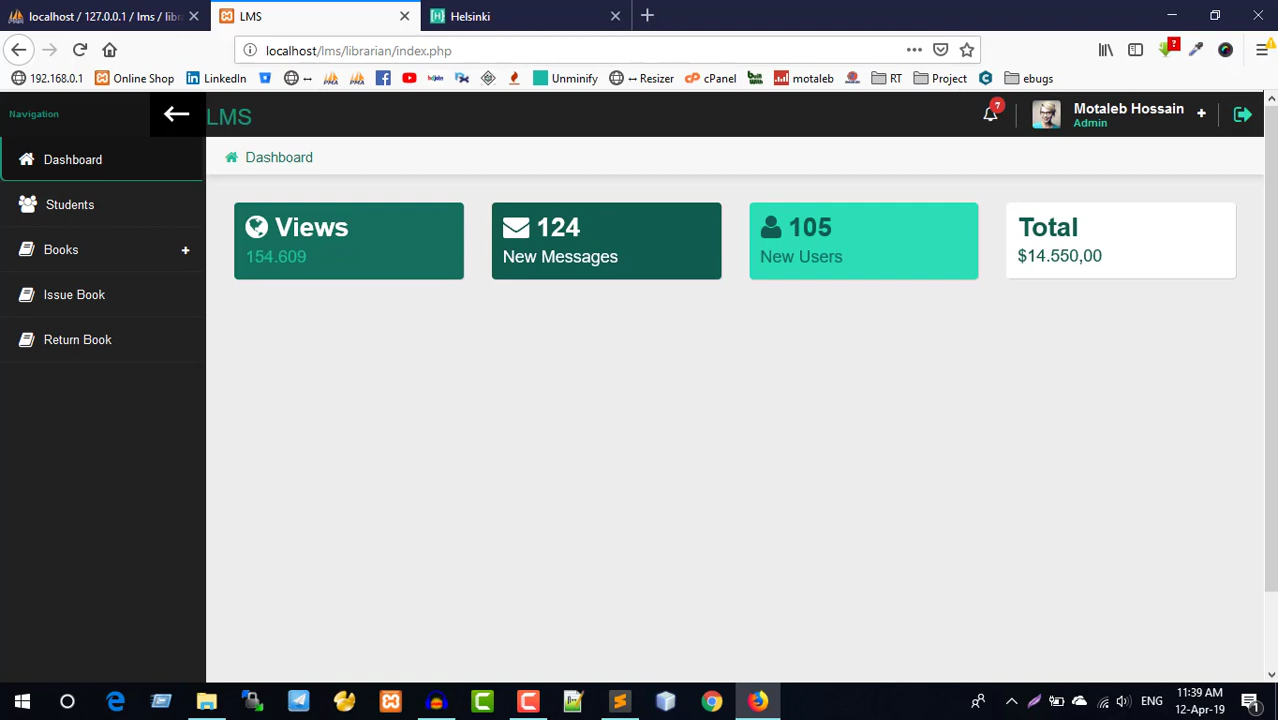 localhost / 127.0.0.1 / lms / libr
LMS
Helsinki
localhost/lms/librarian/index.php
192.168.0.1
Online Shop
LinkedIn
Unminify
↔ Resizer
cPanel
motaleb
RT
Project
ebugs
Navigation
LMS
7
Motaleb Hossain
Admin
Dashboard
Dashboard
Students
Books
Issue Book
Return Book
Views
154.609
124
New Messages
105
New Users
Total
$14.550,00
ENG
11:39 AM
12-Apr-19
1